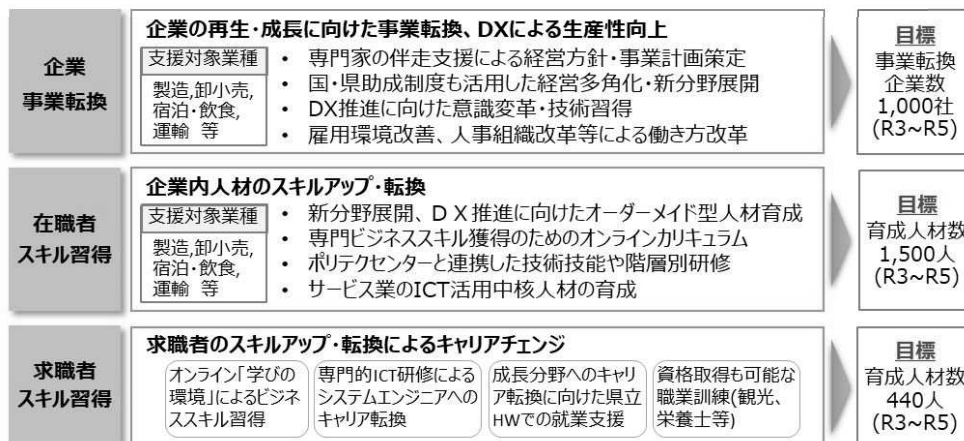 企業
事業転換
企業の再生・成長に向けた事業転換、DXによる生産性向上
支援対象業種
製造,卸小売,
宿泊・飲食,
運輸 等
• 専門家の伴走支援による経営方針・事業計画策定
• 国・県助成制度も活用した経営多角化・新分野展開
• DX推進に向けた意識変革・技術習得
• 雇用環境改善、人事組織改革等による働き方改革
目標
事業転換
企業数
1,000社
(R3~R5)
在職者
スキル習得
企業内人材のスキルアップ・転換
支援対象業種
製造,卸小売,
宿泊・飲食,
運輸 等
• 新分野展開、DX推進に向けたオーダーメイド型人材育成
• 専門ビジネススキル獲得のためのオンラインカリキュラム
• ポリテクセンターと連携した技術技能や階層別研修
• サービス業のICT活用中核人材の育成
目標
育成人材数
1,500人
(R3~R5)
求職者
スキル習得
求職者のスキルアップ・転換によるキャリアチェンジ
オンライン「学びの
環境」によるビジネ
ススキル習得
専門的ICT研修による
システムエンジニアへの
キャリア転換
成長分野へのキャリ
ア転換に向けた県立
HWでの就業支援
資格取得も可能な
職業訓練(観光、
栄養士等)
目標
育成人材数
440人
(R3~R5)